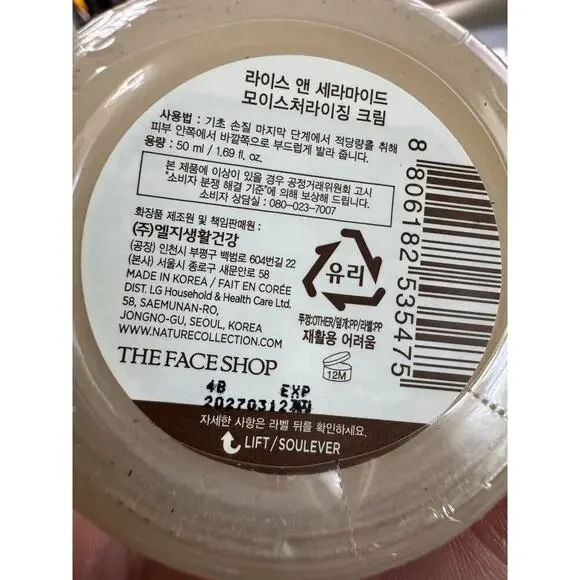 라이스 앤 세라마이드
모이스처라이징 크림
사용법 : 기초 손질 마지막 단계에서 적당량을 취해
피부 안쪽에서 바깥쪽으로 부드럽게 발라 줍니다.
용량 : 50 ml / 1.69 fl. oz.
본 제품에 이상이 있을 경우 공정거래위원회 고시
"소비자 분쟁 해결 기준"에 의해 보상해 드립니다.
소비자 상담실 : 080-023-7007
화장품 제조원 및 책임판매원 :
(주)엘지생활건강
(공장) 인천시 부평구 백범로 604번길 22
(본사) 서울시 종로구 새문안로 58
MADE IN KOREA / FAIT EN CORÉE
DIST. LG Household & Health Care Ltd.
58, SAEMUNAN-RO,
JONGNO-GU, SEOUL, KOREA
WWW.NATURECOLLECTION.COM
THE FACE SHOP
유리
뚜껑:OTHER/덮개:PP/라벨:PP
재활용 어려움
12M
4B EXP
20270312
자세한 사항은 라벨 뒤를 확인하세요.
LIFT/SOULEVER
8 806182 535475